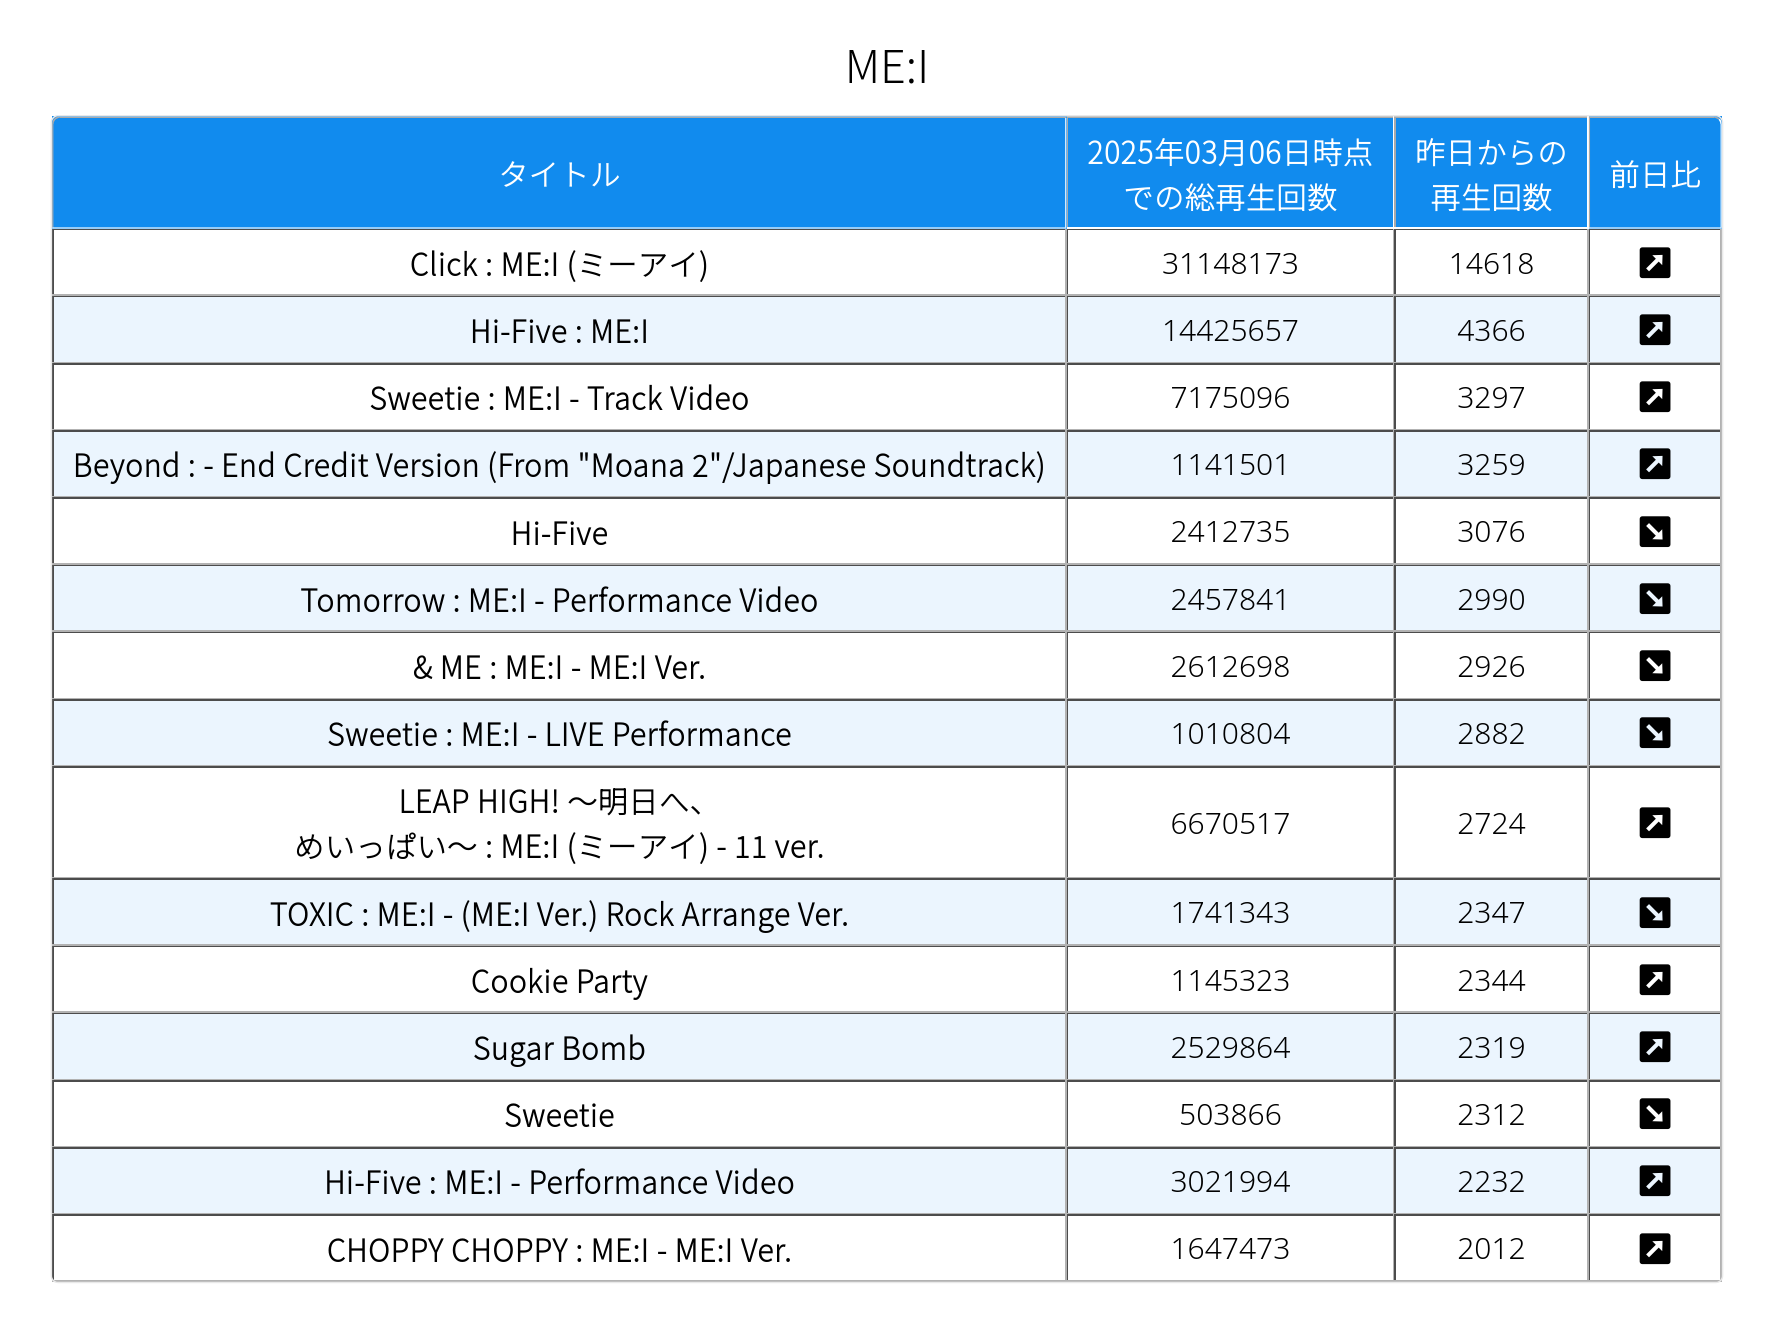 ME:I
タイトル
2025年03月06日時点
での総再生回数
昨日からの
再生回数
前日比
Click : ME:I (ミーアイ) 31148173 14618
Hi-Five : ME:I 14425657 4366
Sweetie : ME:I - Track Video 7175096 3297
Beyond : - End Credit Version (From "Moana 2"/Japanese Soundtrack) 1141501 3259
Hi-Five 2412735 3076
Tomorrow : ME:I - Performance Video 2457841 2990
& ME : ME:I - ME:I Ver. 2612698 2926
Sweetie : ME:I - LIVE Performance 1010804 2882
LEAP HIGH! 〜明日へ、
めいっぱい〜 : ME:I (ミーアイ) - 11 ver. 6670517 2724
TOXIC : ME:I - (ME:I Ver.) Rock Arrange Ver. 1741343 2347
Cookie Party 1145323 2344
Sugar Bomb 2529864 2319
Sweetie 503866 2312
Hi-Five : ME:I - Performance Video 3021994 2232
CHOPPY CHOPPY : ME:I - ME:I Ver. 1647473 2012